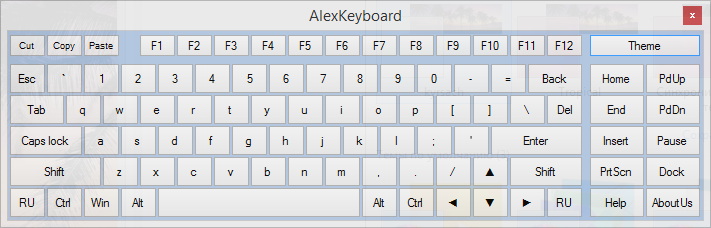 AlexKeyboard x
Cut Copy Paste F1 F2 F3 F4 F5 F6 F7 F8 F9 F10 F11 F12 Theme
Esc ` 1 2 3 4 5 6 7 8 9 0 - = Back Home PdUp
Tab q w e r t y u i o p [ ] \ Del End PdDn
Caps lock a s d f g h j k l ; ' Enter Insert Pause
Shift z x c v b n m , . / ▲ Shift PrtScn Dock
RU Ctrl Win Alt Alt Ctrl ◄ ▼ ► RU Help AboutUs